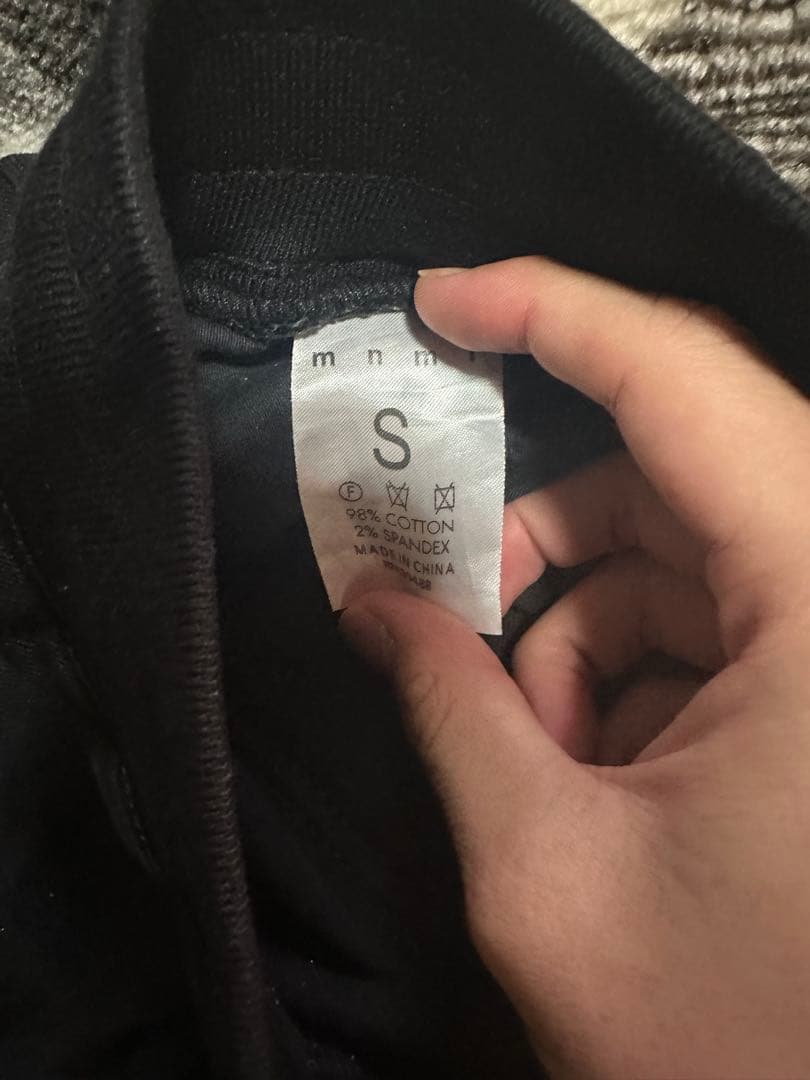 m n m l
S
F
98% COTTON
2% SPANDEX
MADE IN CHINA